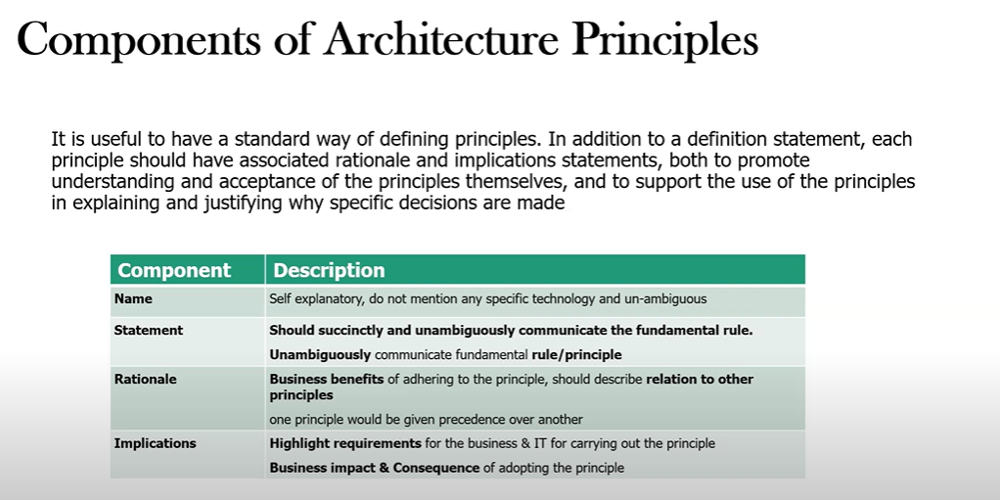 Components of Architecture Principles
It is useful to have a standard way of defining principles. In addition to a definition statement, each
principle should have associated rationale and implications statements, both to promote
understanding and acceptance of the principles themselves, and to support the use of the principles
in explaining and justifying why specific decisions are made
Component Description
Name Self explanatory, do not mention any specific technology and un-ambiguous
Statement Should succinctly and unambiguously communicate the fundamental rule.
Unambiguously communicate fundamental rule/principle
Rationale Business benefits of adhering to the principle, should describe relation to other
principles
one principle would be given precedence over another
Implications Highlight requirements for the business & IT for carrying out the principle
Business impact & Consequence of adopting the principle